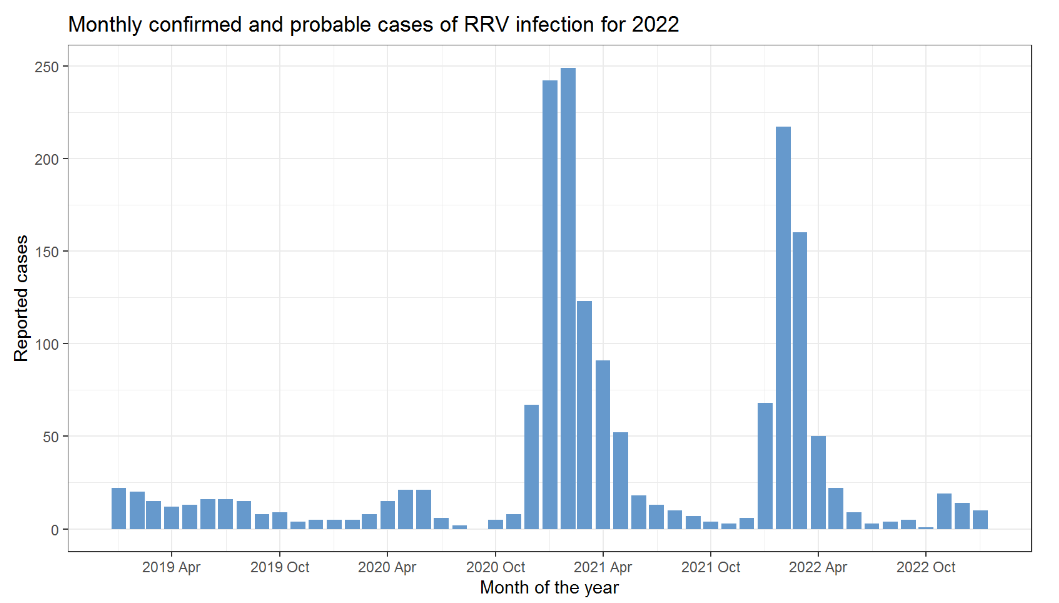 Monthly confirmed and probable cases of RRV infection for 2022
250
200
150
100
50
0
Reported cases
2019 Apr
2019 Oct
2020 Apr
2020 Oct
2021 Apr
2021 Oct
2022 Apr
2022 Oct
Month of the year